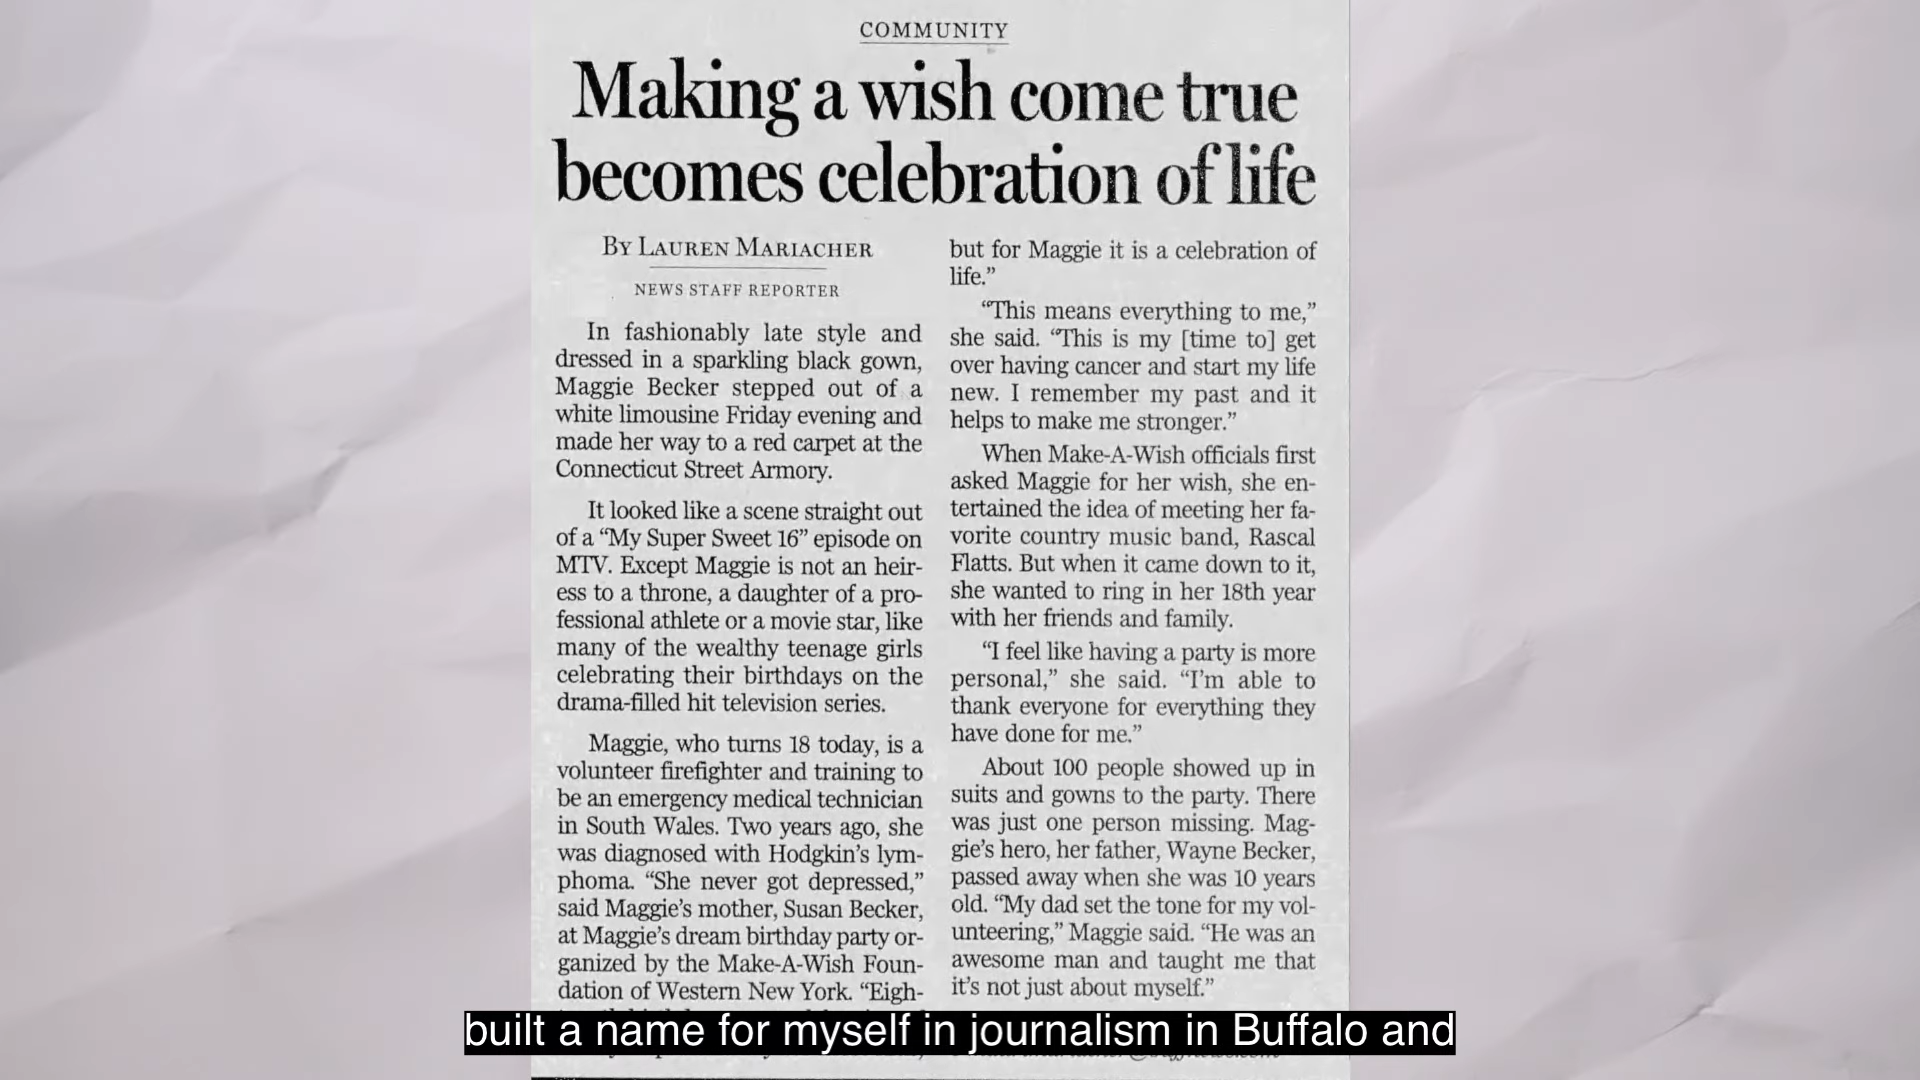 COMMUNITY
Making a wish come true
becomes celebration of life
BY LAUREN MARIACHER
NEWS STAFF REPORTER
In fashionably late style and
dressed in a sparkling black gown,
Maggie Becker stepped out of a
white limousine Friday evening and
made her way to a red carpet at the
Connecticut Street Armory.
It looked like a scene straight out
of a “My Super Sweet 16” episode on
MTV. Except Maggie is not an heir-
ess to a throne, a daughter of a pro-
fessional athlete or a movie star, like
many of the wealthy teenage girls
celebrating their birthdays on the
drama-filled hit television series.
Maggie, who turns 18 today, is a
volunteer firefighter and training to
be an emergency medical technician
in South Wales. Two years ago, she
was diagnosed with Hodgkin’s lym-
phoma. “She never got depressed,”
said Maggie’s mother, Susan Becker,
at Maggie’s dream birthday party or-
ganized by the Make-A-Wish Foun-
dation of Western New York. “Eigh-
but for Maggie it is a celebration of
life.”
“This means everything to me,”
she said. “This is my [time to] get
over having cancer and start my life
new. I remember my past and it
helps to make me stronger.”
When Make-A-Wish officials first
asked Maggie for her wish, she en-
tertained the idea of meeting her fa-
vorite country music band, Rascal
Flatts. But when it came down to it,
she wanted to ring in her 18th year
with her friends and family.
“I feel like having a party is more
personal,” she said. “I’m able to
thank everyone for everything they
have done for me.”
About 100 people showed up in
suits and gowns to the party. There
was just one person missing. Mag-
gie’s hero, her father, Wayne Becker,
passed away when she was 10 years
old. “My dad set the tone for my vol-
unteering,” Maggie said. “He was an
awesome man and taught me that
it’s not just about myself.”
built a name for myself in journalism in Buffalo and